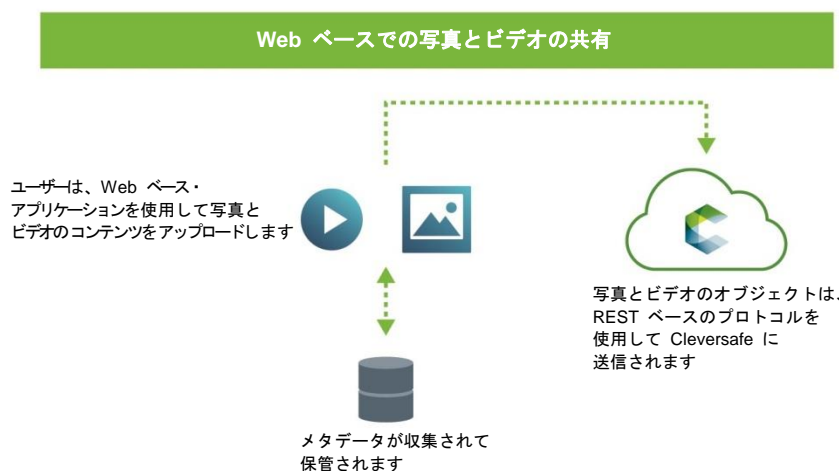 Web ベースでの写真とビデオの共有
ユーザーは、Web ベース・
アプリケーションを使用して写真と
ビデオのコンテンツをアップロードします
写真とビデオのオブジェクトは、
REST ベースのプロトコルを
使用して Cleversafe に
送信されます
メタデータが収集されて
保管されます